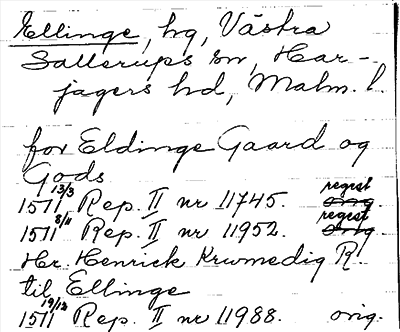 Ellinge, hg, Västra
Sallerups sn, Har-
jagers hd, Malm. l.
for Eldinge Gaard og
Gods
1511 13/3 Rep. II nr 11745. regest
1511 8/11 Rep. II nr 11952. regest
Hr. Henrick Krumedig R.
til Ellinge
1511 19/12 Rep. II nr 11988. orig.